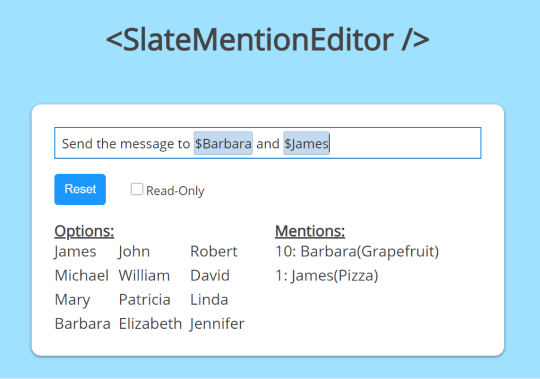 <SlateMentionEditor />
Send the message to $Barbara and $James
Reset
Read-Only
Options:
James John Robert
Michael William David
Mary Patricia Linda
Barbara Elizabeth Jennifer
Mentions:
10: Barbara(Grapefruit)
1: James(Pizza)